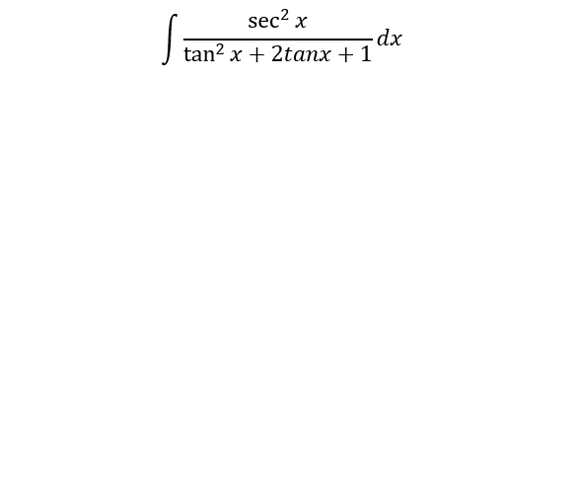 ∫ sec² x / (tan² x + 2tanx + 1) dx